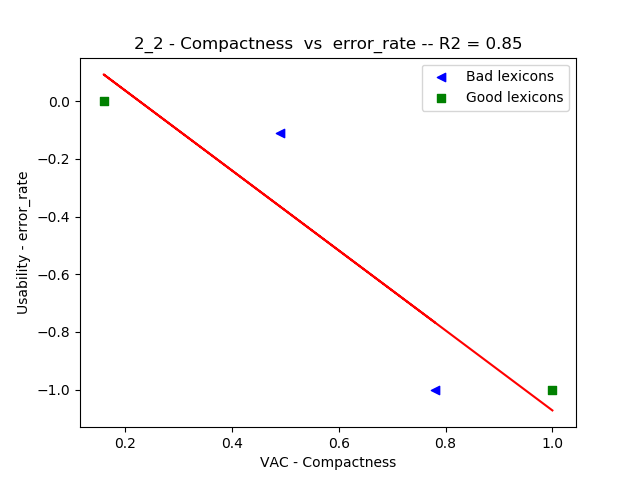 2_2 - Compactness  vs  error_rate -- R2 = 0.85
Bad lexicons
Good lexicons
0.0
−0.2
−0.4
−0.6
−0.8
−1.0
Usability - error_rate
0.2 0.4 0.6 0.8 1.0
VAC - Compactness